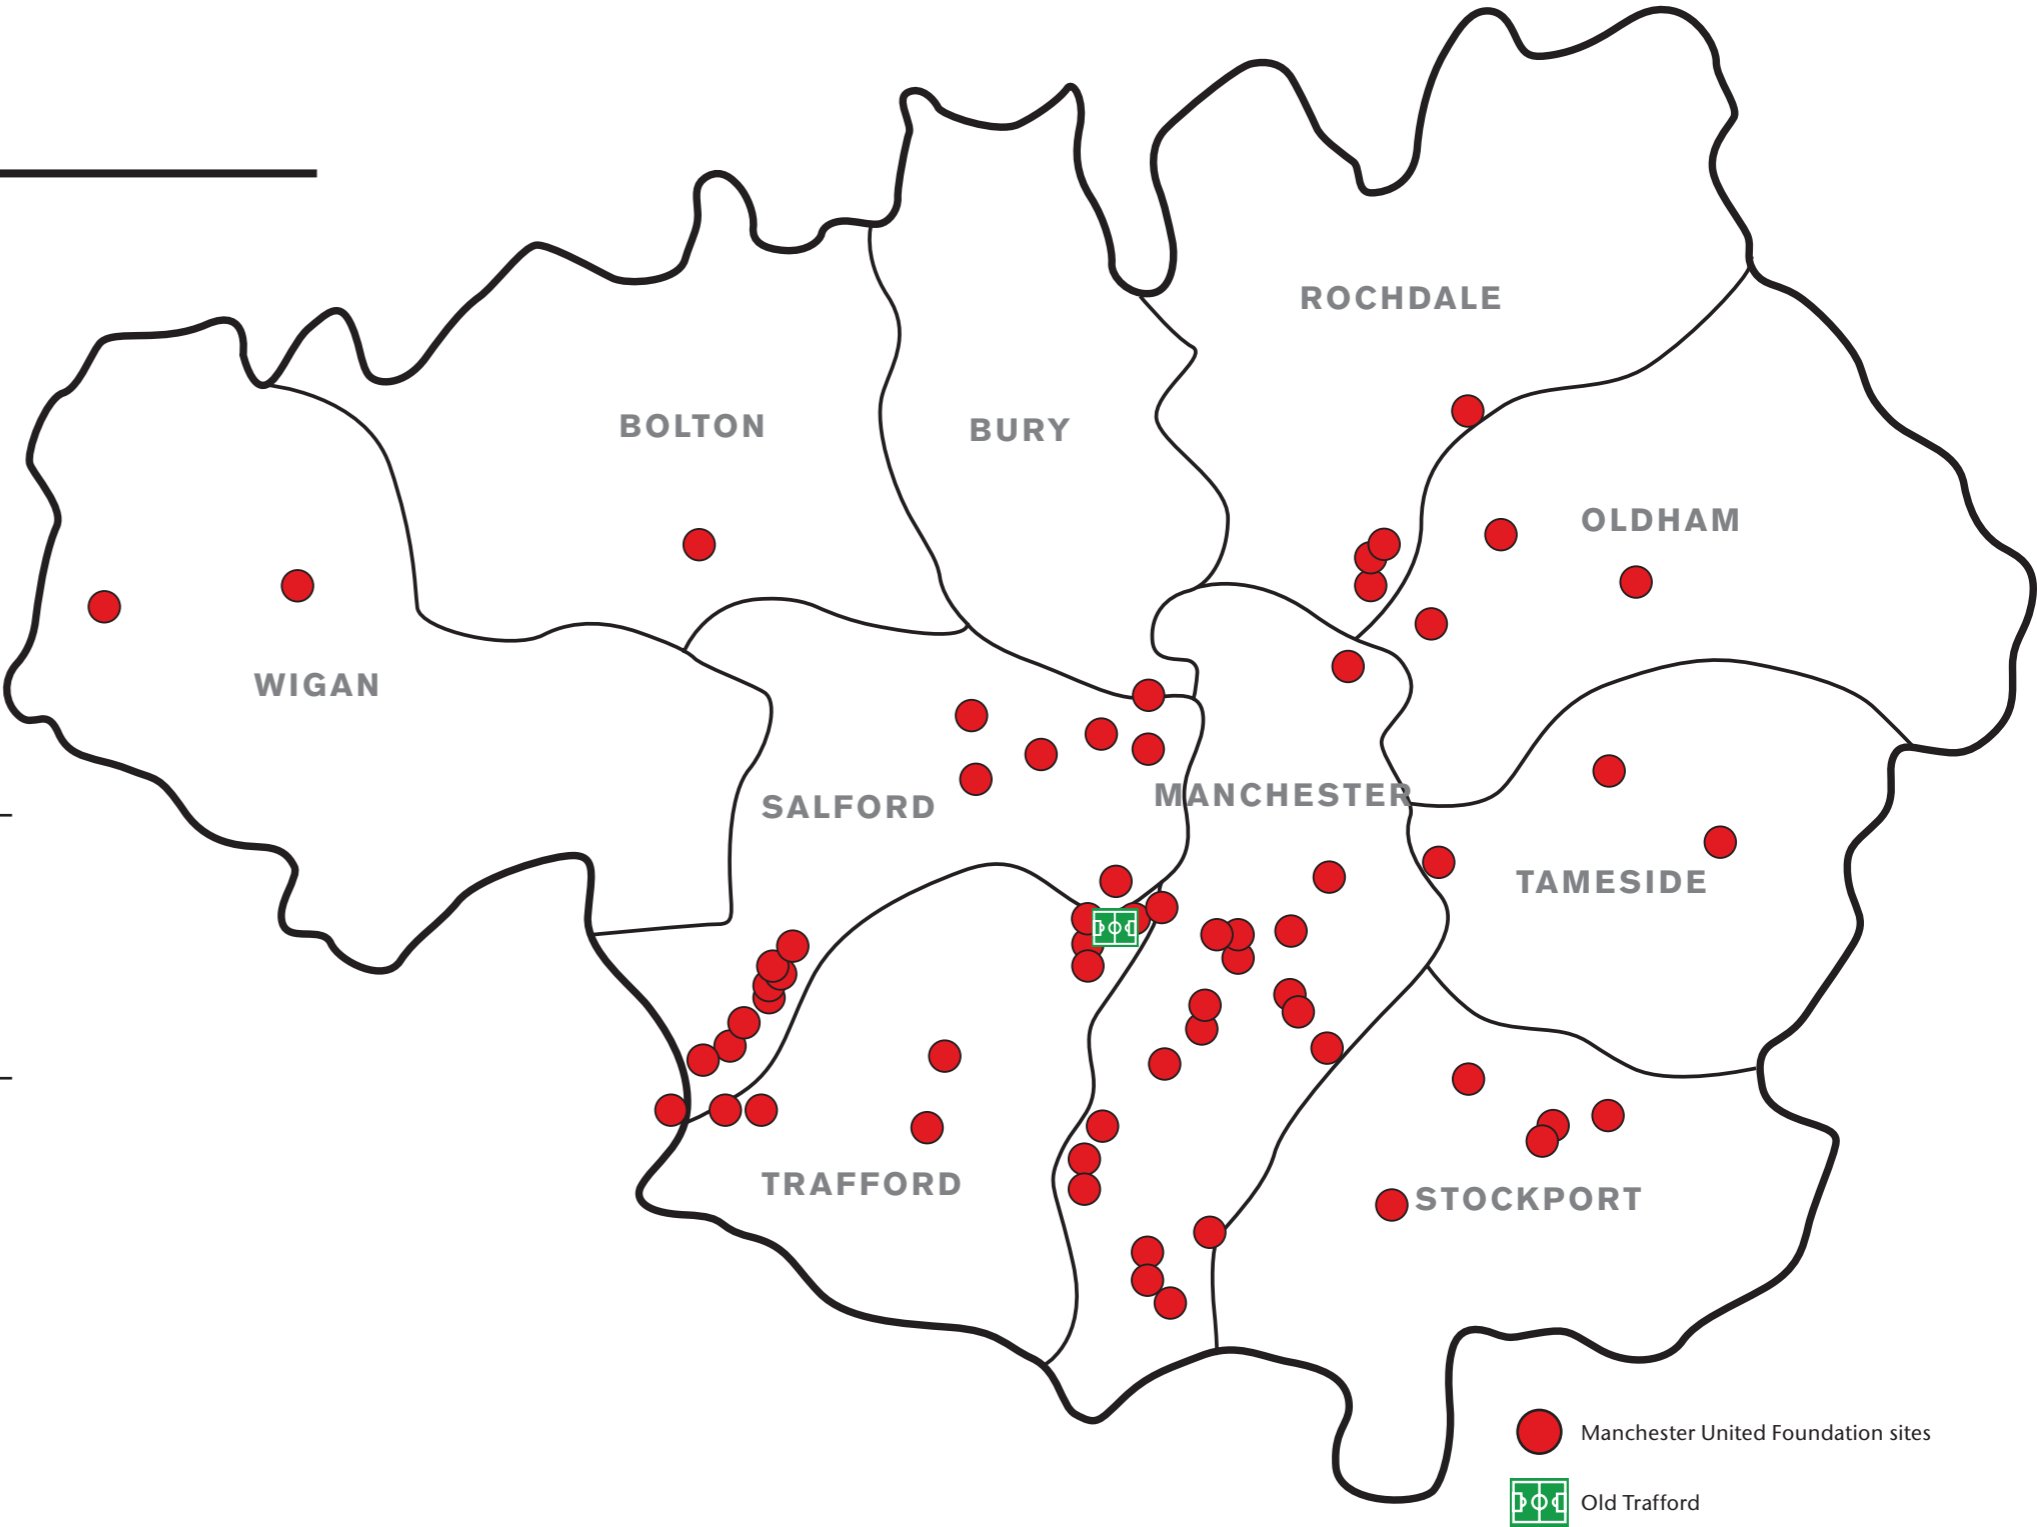 ROCHDALE
BOLTON
BURY
OLDHAM
WIGAN
MANCHESTER
SALFORD
TAMESIDE
TRAFFORD
STOCKPORT
Manchester United Foundation sites
Old Trafford